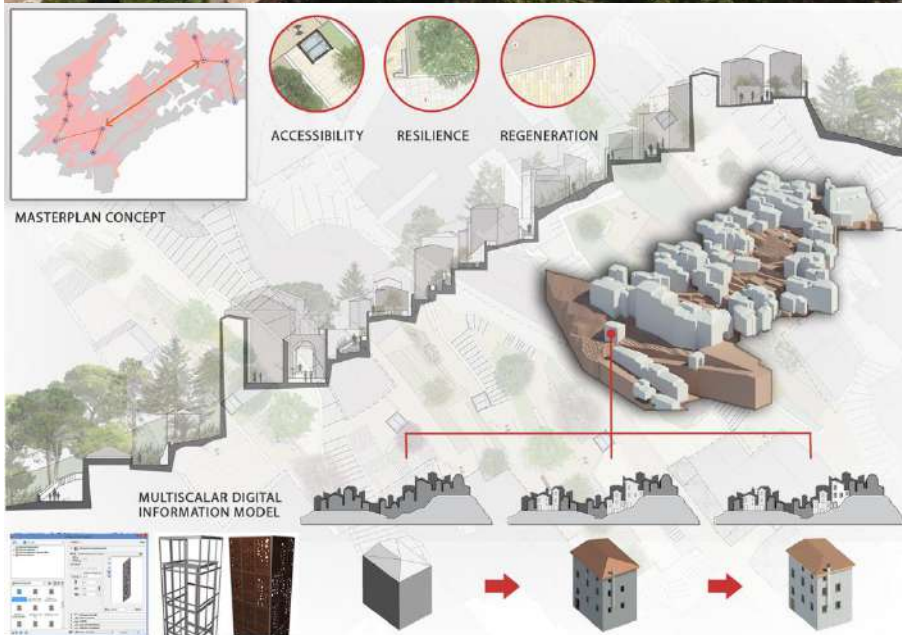 ACCESSIBILITY
RESILIENCE
REGENERATION
MASTERPLAN CONCEPT
MULTISCALAR DIGITAL
INFORMATION MODEL